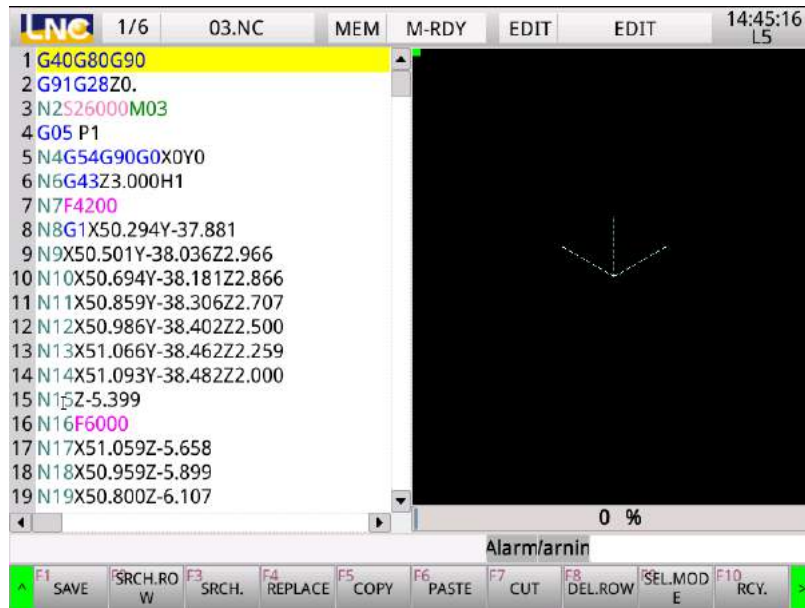 LNC 1/6 03.NC MEM M-RDY EDIT EDIT 14:45:16
L5
1 G40G80G90
2 G91G28Z0.
3 N2S26000M03
4 G05 P1
5 N4G54G90G0X0Y0
6 N6G43Z3.000H1
7 N7F4200
8 N8G1X50.294Y-37.881
9 N9X50.501Y-38.036Z2.966
10 N10X50.694Y-38.181Z2.866
11 N11X50.859Y-38.306Z2.707
12 N12X50.986Y-38.402Z2.500
13 N13X51.066Y-38.462Z2.259
14 N14X51.093Y-38.482Z2.000
15 N15Z-5.399
16 N16F6000
17 N17X51.059Z-5.658
18 N18X50.959Z-5.899
19 N19X50.800Z-6.107
0 %
Alarm/arnin
F1 SAVE
SRCH.RO
W
F3 SRCH.
F4 REPLACE
F5 COPY
F6 PASTE
F7 CUT
F8 DEL.ROW
SEL.MOD
E
F10 RCY.